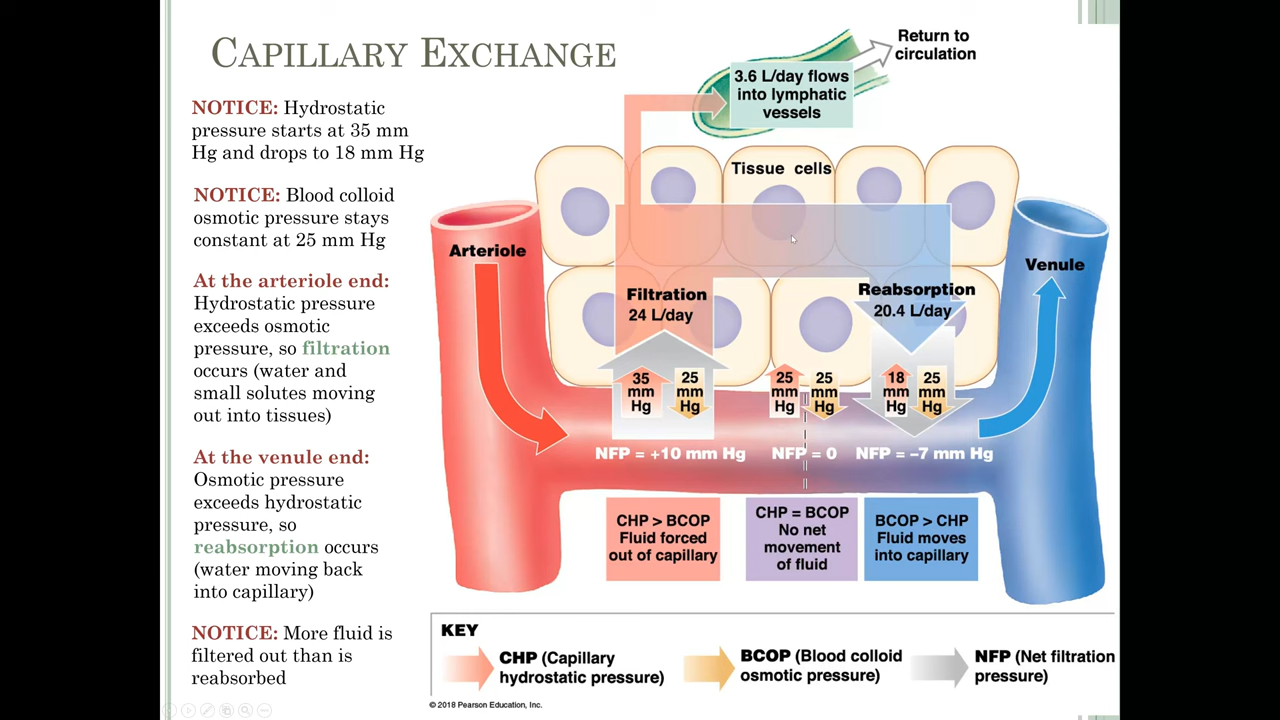 CAPILLARY EXCHANGE
NOTICE: Hydrostatic
pressure starts at 35 mm
Hg and drops to 18 mm Hg
NOTICE: Blood colloid
osmotic pressure stays
constant at 25 mm Hg
At the arteriole end:
Hydrostatic pressure
exceeds osmotic
pressure, so filtration
occurs (water and
small solutes moving
out into tissues)
At the venule end:
Osmotic pressure
exceeds hydrostatic
pressure, so
reabsorption occurs
(water moving back
into capillary)
NOTICE: More fluid is
filtered out than is
reabsorbed
Return to
circulation
3.6 L/day flows
into lymphatic
vessels
Tissue cells
Arteriole
Venule
Filtration
24 L/day
Reabsorption
20.4 L/day
35
mm
Hg
25
mm
Hg
25
mm
Hg
25
mm
Hg
18
mm
Hg
25
mm
Hg
NFP = +10 mm Hg
NFP = 0
NFP = –7 mm Hg
CHP > BCOP
Fluid forced
out of capillary
CHP = BCOP
No net
movement
of fluid
BCOP > CHP
Fluid moves
into capillary
KEY
CHP (Capillary
hydrostatic pressure)
BCOP (Blood colloid
osmotic pressure)
NFP (Net filtration
pressure)
© 2018 Pearson Education, Inc.